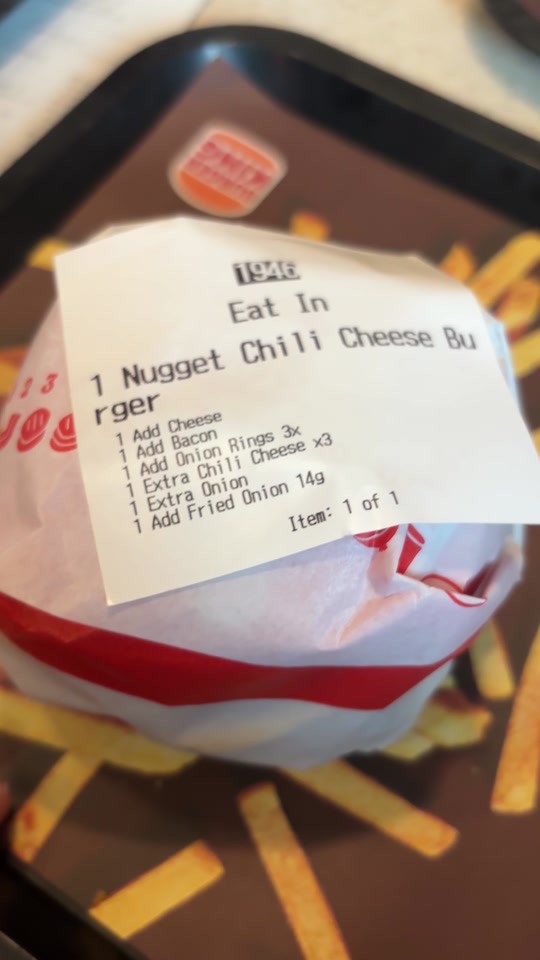 1946
Eat In
1 Nugget Chili Cheese Bu
rger
1 Add Cheese
1 Add Bacon
1 Add Onion Rings 3x
1 Extra Chili Cheese x3
1 Extra Onion
1 Add Fried Onion 14g
Item: 1 of 1